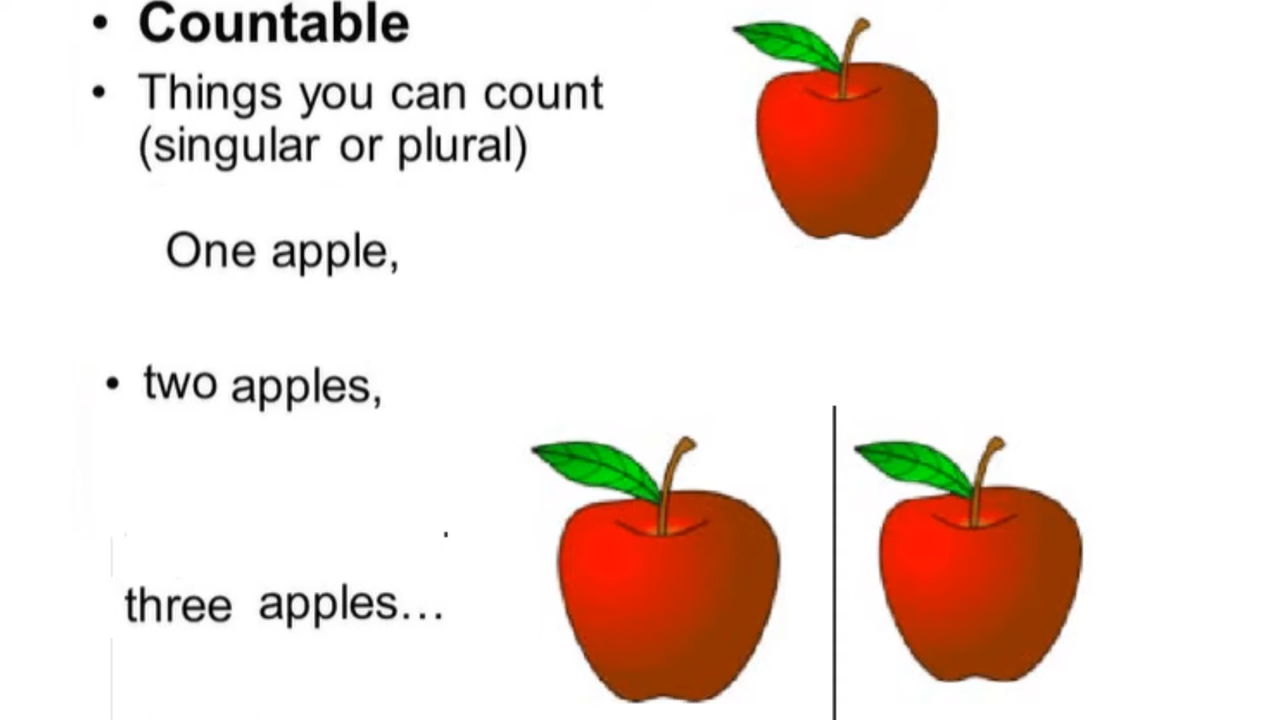 • Countable
• Things you can count
(singular or plural)
One apple,
• two apples,
three apples…